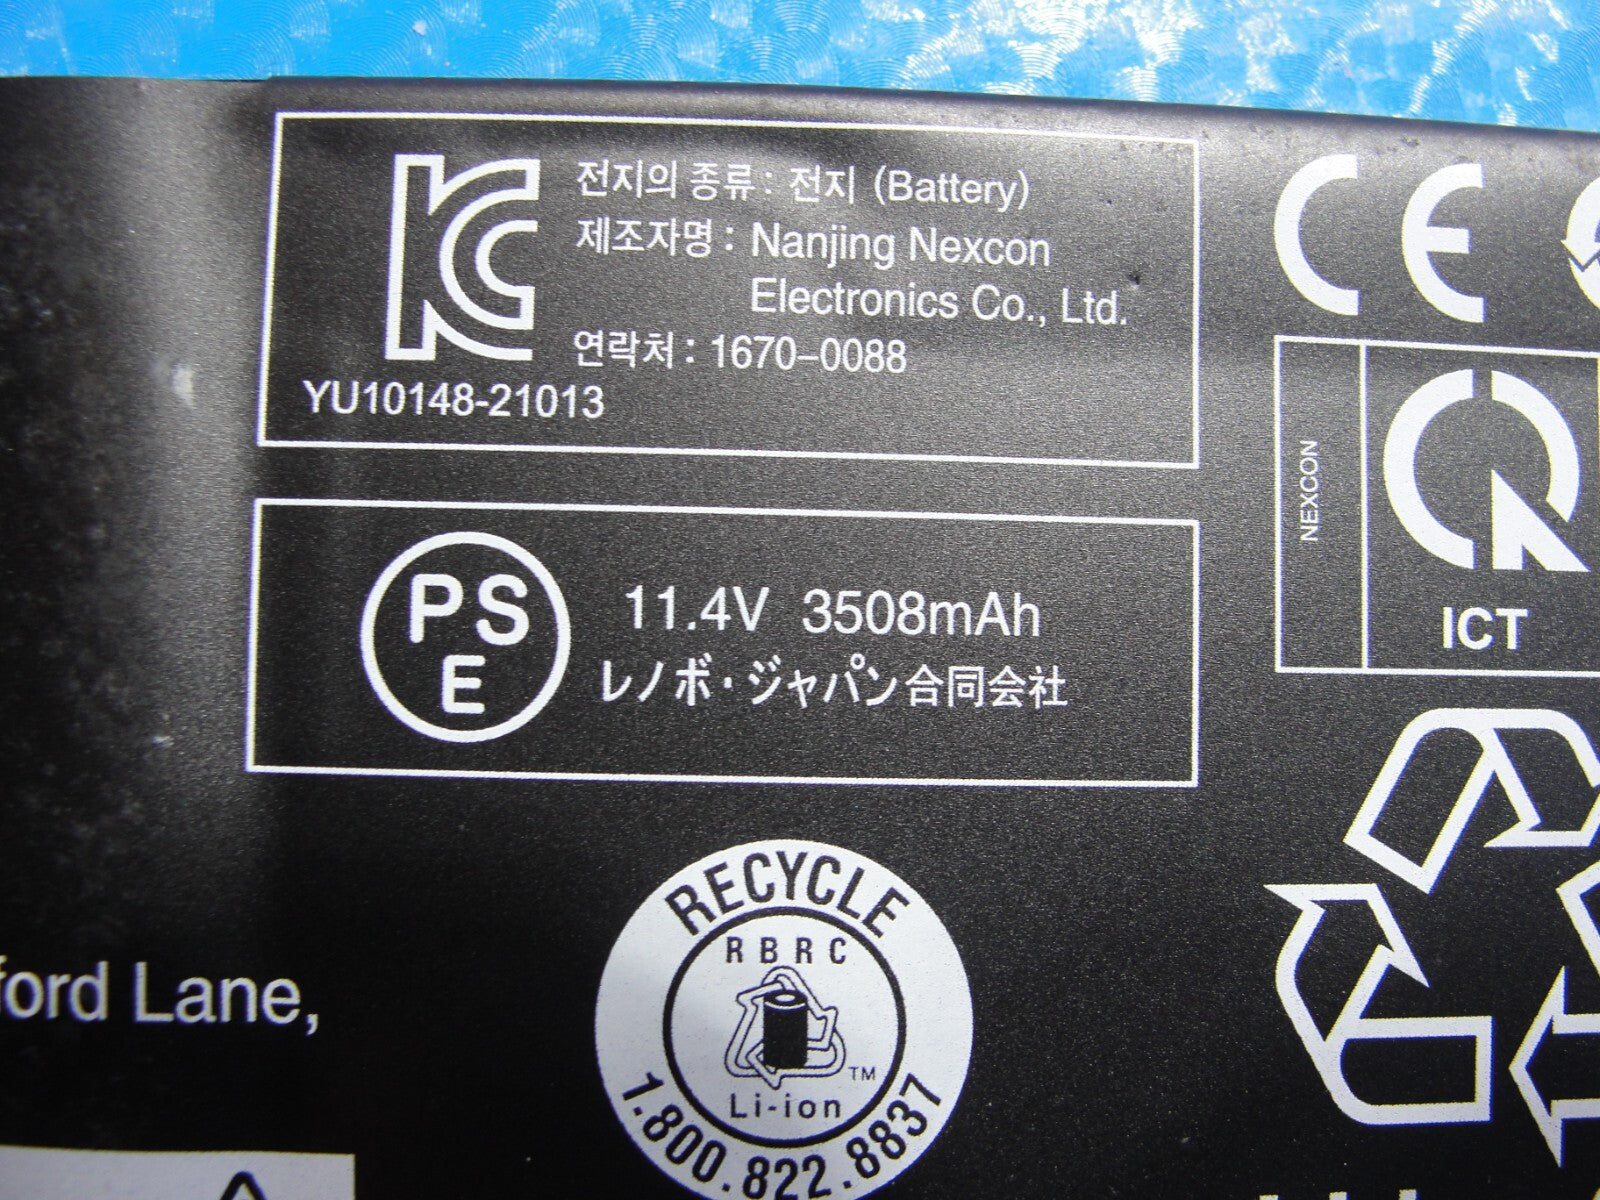 전지의 종류 : 전지 (Battery)
제조자명 : Nanjing Nexcon
Electronics Co., Ltd.
연락처 : 1670-0088
YU10148-21013
CE
PS
E
11.4V 3508mAh
レノボ・ジャパン合同会社
NEXCON
ICT
RECYCLE
RBRC
TM
Li-ion
1.800.822.8837
Lane,